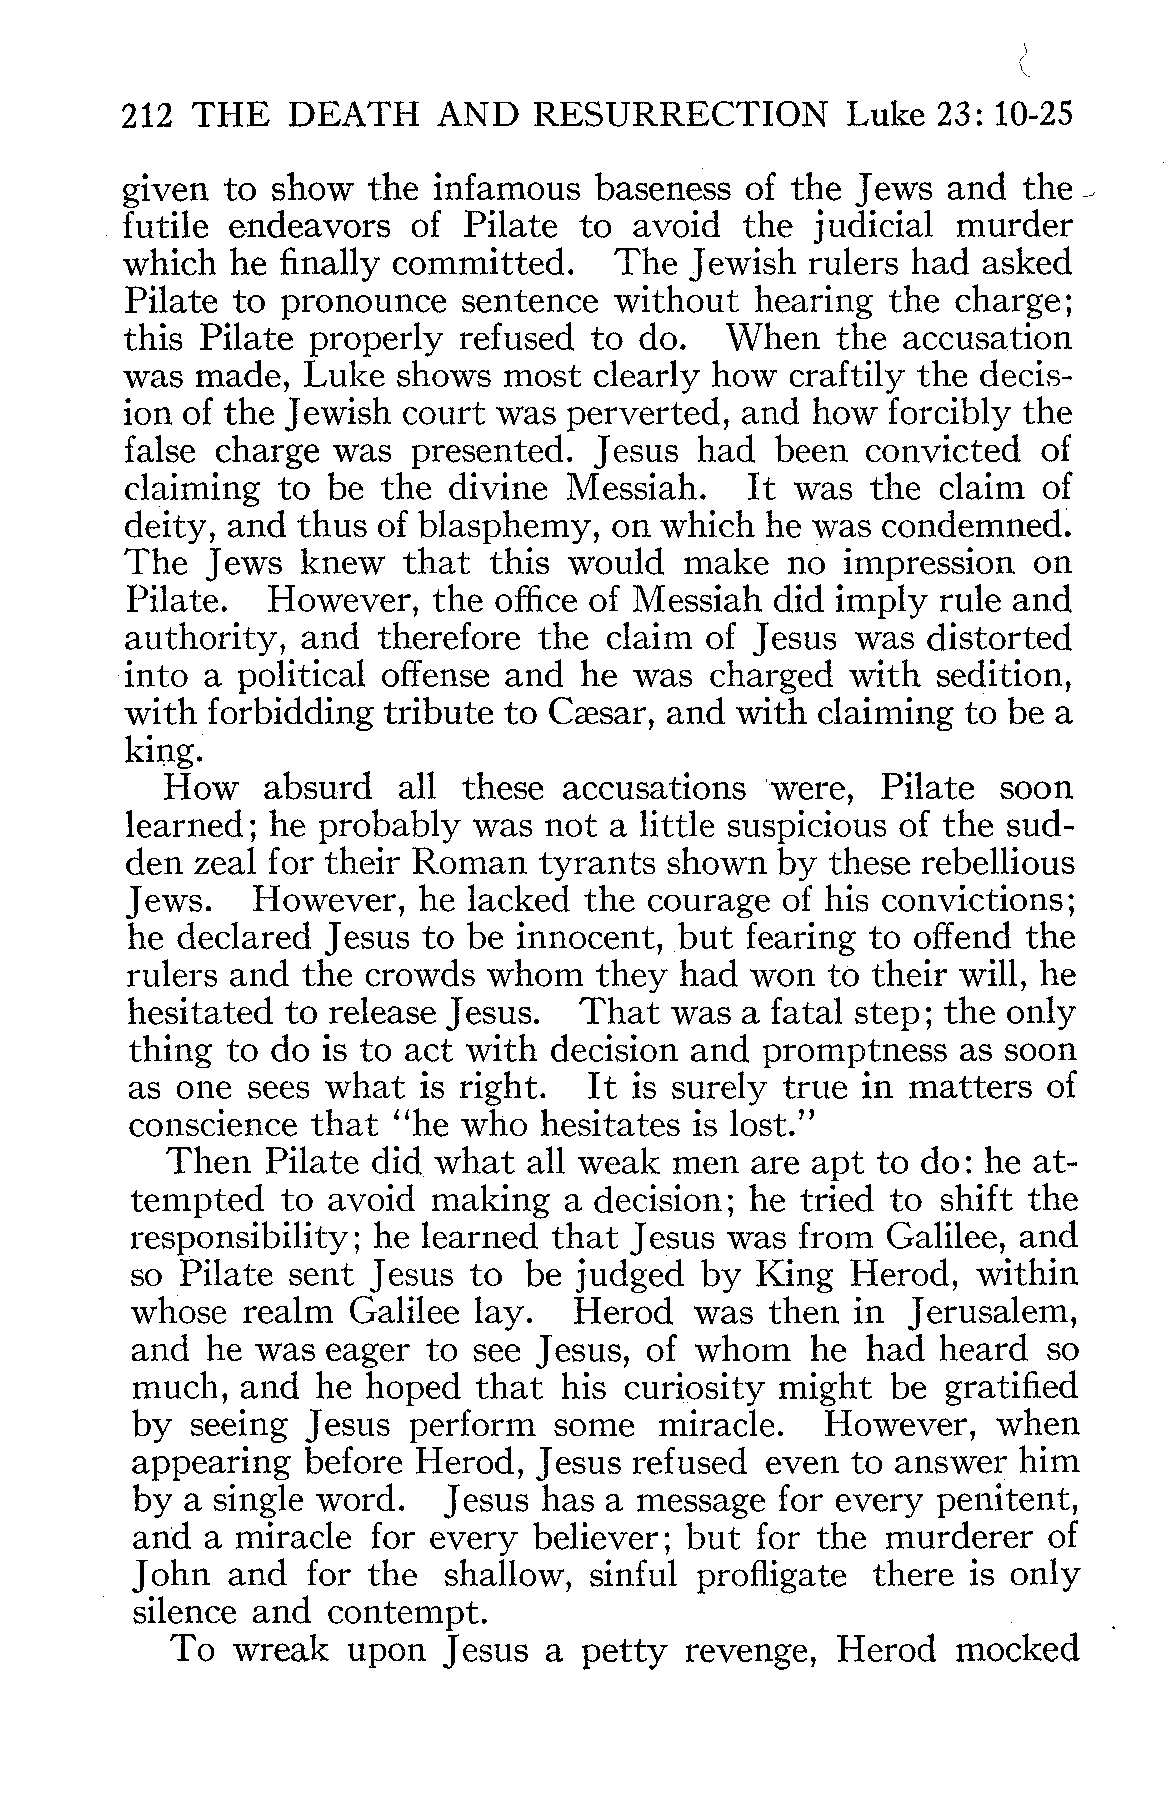 212 THE DEATH AND RESURRECTION Luke 23: 10-25
given to show the infamous baseness of the Jews and the
futile endeavors of Pilate to avoid the judicial murder
which he finally committed. The Jewish rulers had asked
Pilate to pronounce sentence without hearing the charge;
this Pilate properly refused to do. When the accusation
was made, Luke shows most clearly how craftily the decis-
ion of the Jewish court was perverted, and how forcibly the
false charge was presented. Jesus had been convicted of
claiming to be the divine Messiah. It was the claim of
deity, and thus of blasphemy, on which he was condemned.
The Jews knew that this would make no impression on
Pilate. However, the office of Messiah did imply rule and
authority, and therefore the claim of Jesus was distorted
into a political offense and he was charged with sedition,
with forbidding tribute to Cæsar, and with claiming to be a
king.
How absurd all these accusations were, Pilate soon
learned; he probably was not a little suspicious of the sud-
den zeal for their Roman tyrants shown by these rebellious
Jews. However, he lacked the courage of his convictions;
he declared Jesus to be innocent, but fearing to offend the
rulers and the crowds whom they had won to their will, he
hesitated to release Jesus. That was a fatal step; the only
thing to do is to act with decision and promptness as soon
as one sees what is right. It is surely true in matters of
conscience that "he who hesitates is lost."
Then Pilate did what all weak men are apt to do: he at-
tempted to avoid making a decision; he tried to shift the
responsibility; he learned that Jesus was from Galilee, and
so Pilate sent Jesus to be judged by King Herod, within
whose realm Galilee lay. Herod was then in Jerusalem,
and he was eager to see Jesus, of whom he had heard so
much, and he hoped that his curiosity might be gratified
by seeing Jesus perform some miracle. However, when
appearing before Herod, Jesus refused even to answer him
by a single word. Jesus has a message for every penitent,
and a miracle for every believer; but for the murderer of
John and for the shallow, sinful profligate there is only
silence and contempt.
To wreak upon Jesus a petty revenge, Herod mocked